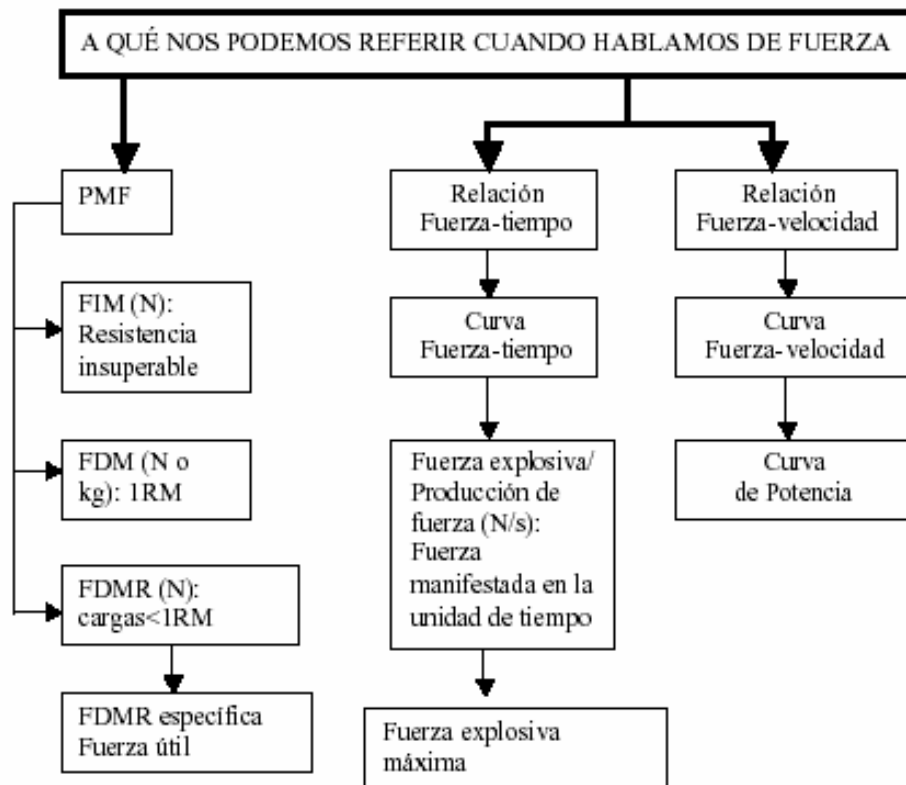 A QUÉ NOS PODEMOS REFERIR CUANDO HABLAMOS DE FUERZA
PMF
FIM (N):
Resistencia
insuperable
FDM (N o
kg): 1RM
FDMR (N):
cargas<1RM
FDMR específica
Fuerza útil
Relación
Fuerza-tiempo
Curva
Fuerza-tiempo
Fuerza explosiva/
Producción de
fuerza (N/s):
Fuerza
manifestada en la
unidad de tiempo
Fuerza explosiva
máxima
Relación
Fuerza-velocidad
Curva
Fuerza-velocidad
Curva
de Potencia